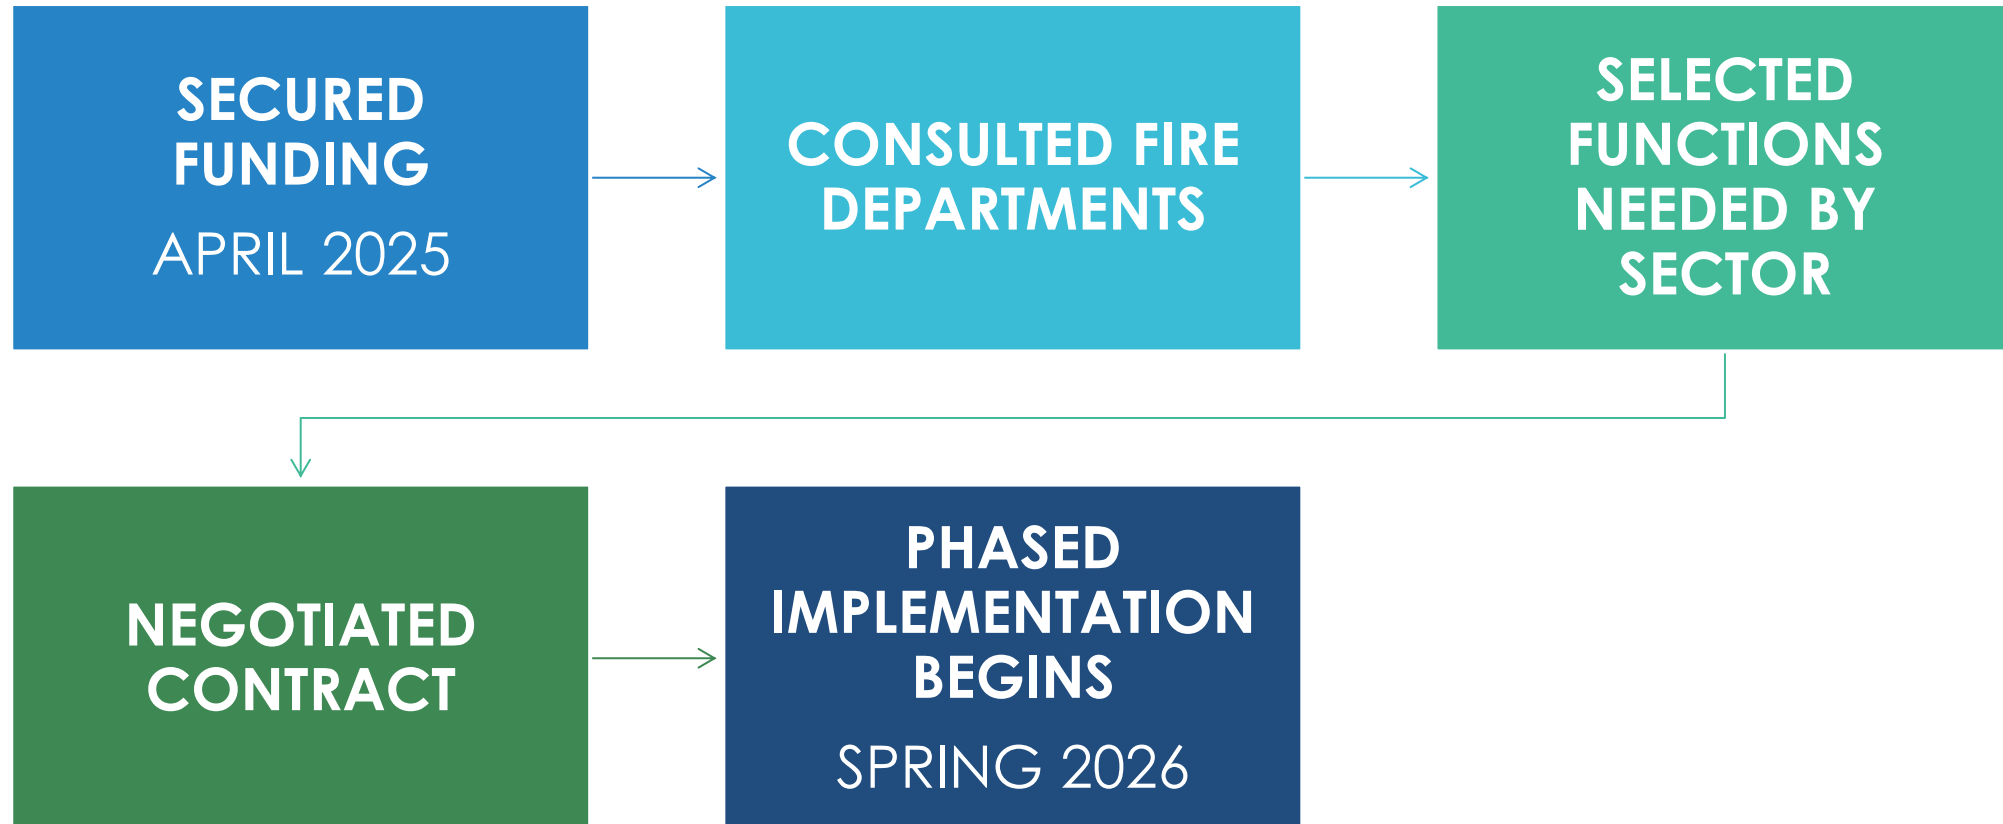 SECURED
FUNDING
APRIL 2025
CONSULTED FIRE
DEPARTMENTS
SELECTED
FUNCTIONS
NEEDED BY
SECTOR
NEGOTIATED
CONTRACT
PHASED
IMPLEMENTATION
BEGINS
SPRING 2026